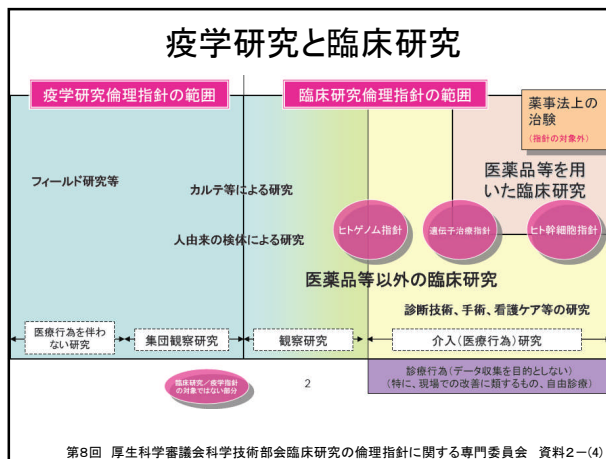 疫学研究と臨床研究
疫学研究倫理指針の範囲
臨床研究倫理指針の範囲
薬事法上の
治験
(指針の対象外)
フィールド研究等
カルテ等による研究
医薬品等を用
いた臨床研究
人由来の検体による研究
ヒトゲノム指針
遺伝子治療指針
ヒト幹細胞指針
医薬品等以外の臨床研究
診断技術、手術、看護ケア等の研究
医療行為を伴わ
ない研究
集団観察研究
観察研究
介入(医療行為)研究
臨床研究/疫学指針
の対象ではない部分
2
診療行為(データ収集を目的としない)
(特に、現場での改善に類するもの、自由診療)
第8回 厚生科学審議会科学技術部会臨床研究の倫理指針に関する専門委員会 資料2-(4)